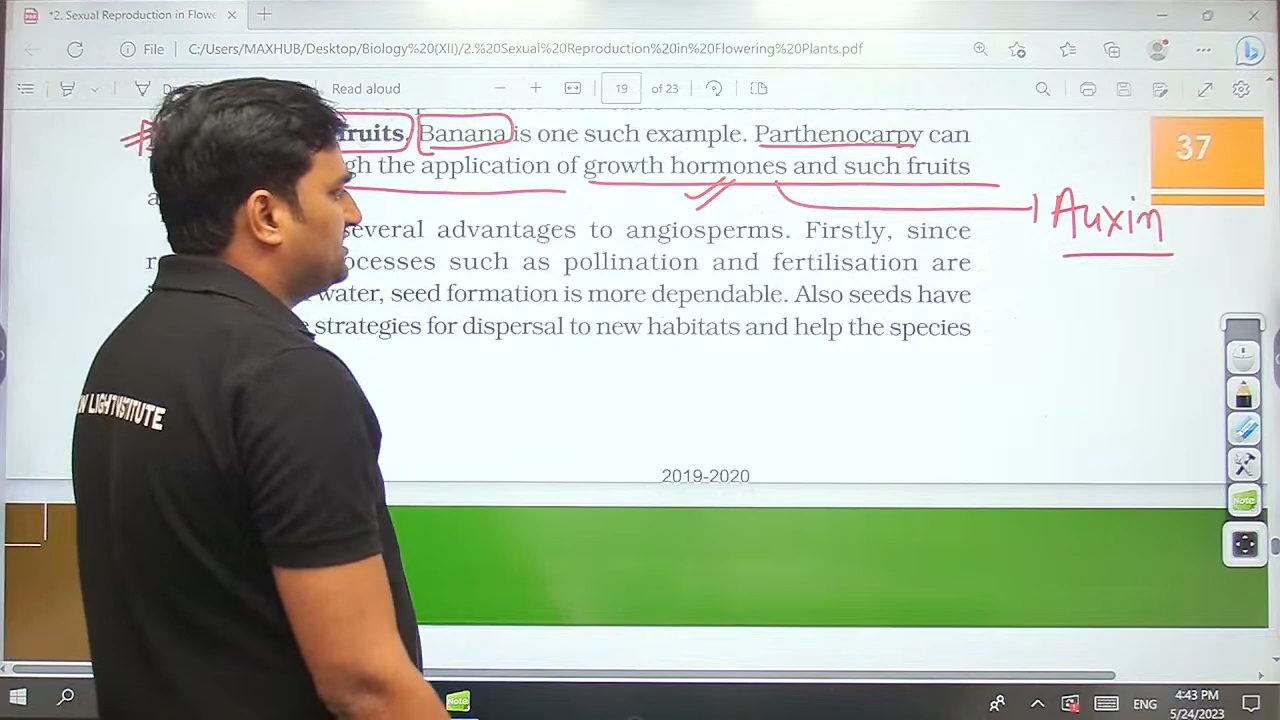 *2. Sexual Reproduction in Flowe
File
C:/Users/MAXHUB/Desktop/Biology%20(XII)/2.%20Sexual%20Reproduction%20in%20Flowering%20Plants.pdf
Read aloud
19 of 23
fruits. Banana is one such example. Parthenocarpy can
gh the application of growth hormones and such fruits
37
Auxin
several advantages to angiosperms. Firstly, since
ocesses such as pollination and fertilisation are
water, seed formation is more dependable. Also seeds have
strategies for dispersal to new habitats and help the species
LIGHT INSTITUTE
2019-2020
Note
Note
ENG
4:43 PM
5/24/2023